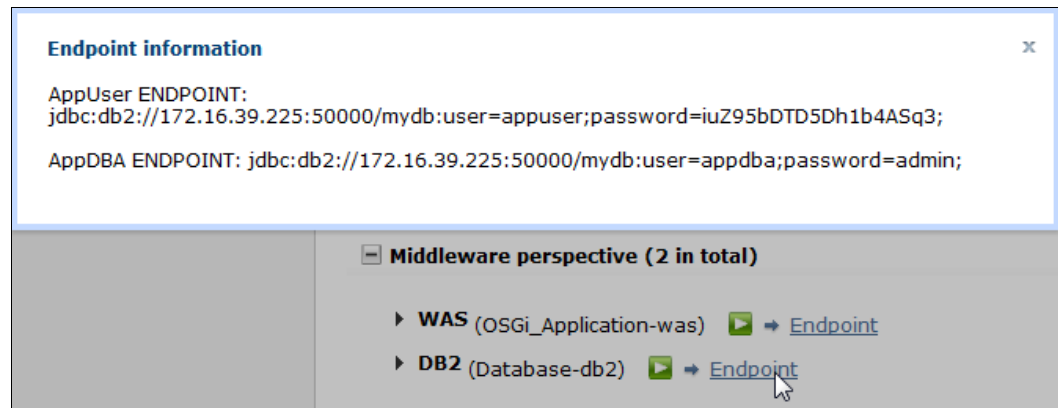 Endpoint information
x
AppUser ENDPOINT:
jdbc:db2://172.16.39.225:50000/mydb:user=appuser;password=iuZ95bDTD5Dh1b4ASq3;
AppDBA ENDPOINT: jdbc:db2://172.16.39.225:50000/mydb:user=appdba;password=admin;
Middleware perspective (2 in total)
WAS (OSGi_Application-was) Endpoint
DB2 (Database-db2) Endpoint